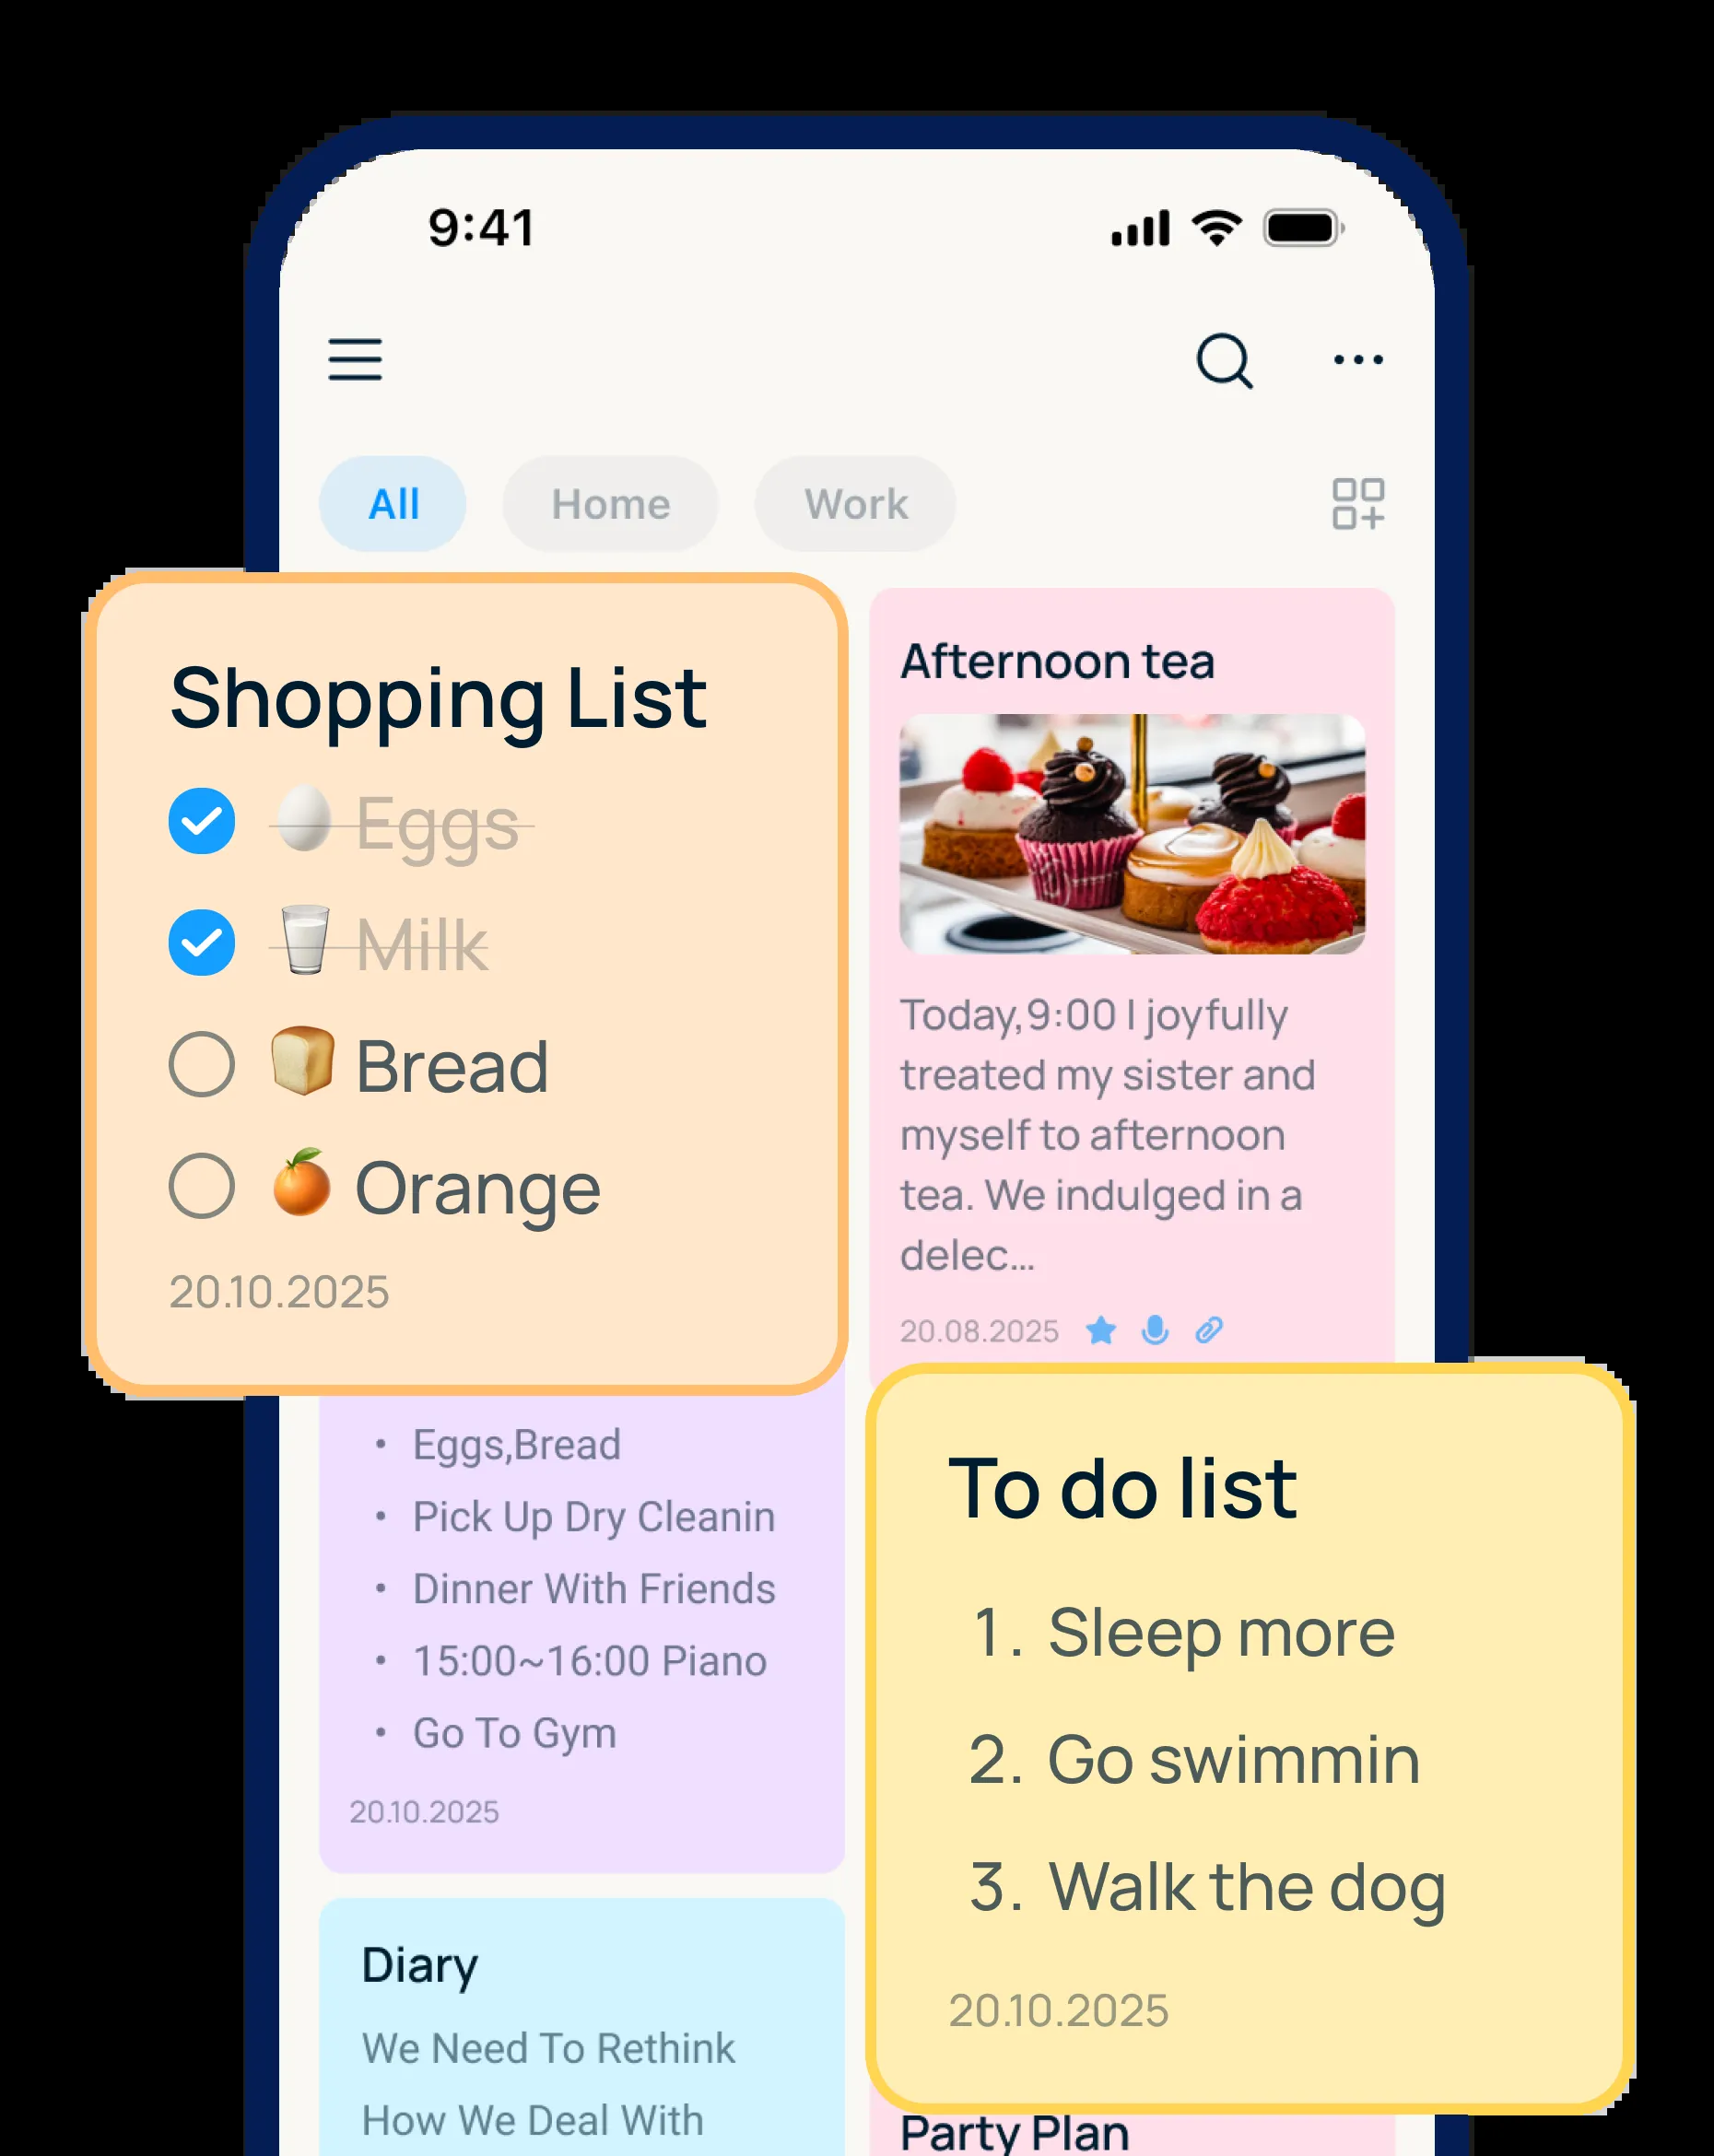 9:41
All
Home
Work
Shopping List
Eggs
Milk
Bread
Orange
20.10.2025
Afternoon tea
Today,9:00 I joyfully
treated my sister and
myself to afternoon
tea. We indulged in a
delec...
20.08.2025
• Eggs,Bread
• Pick Up Dry Cleanin
• Dinner With Friends
• 15:00~16:00 Piano
• Go To Gym
20.10.2025
To do list
1. Sleep more
2. Go swimmin
3. Walk the dog
20.10.2025
Diary
We Need To Rethink
How We Deal With
Party Plan